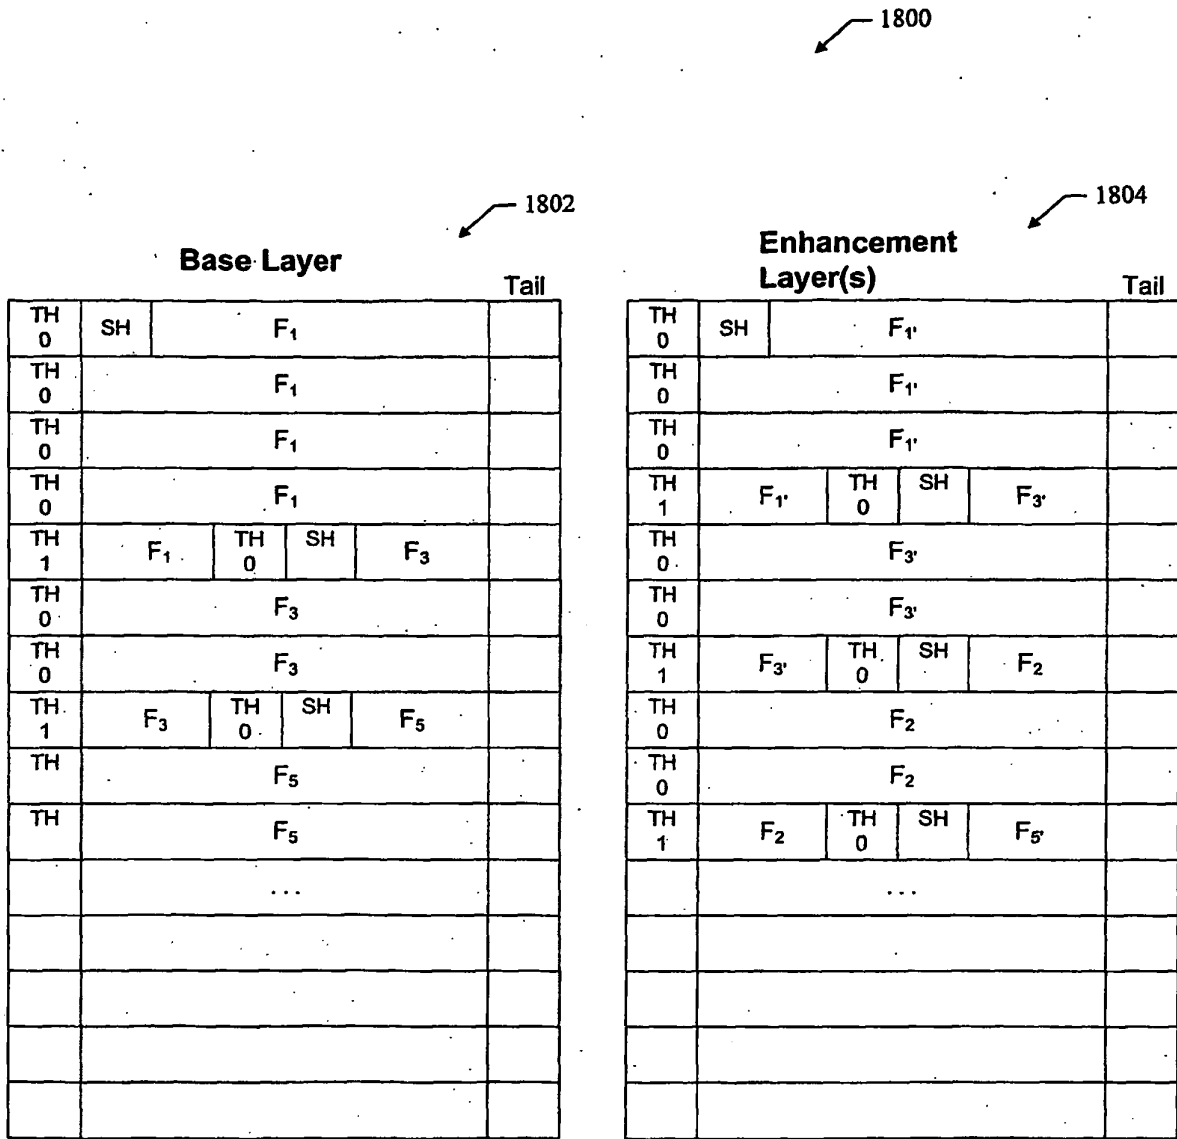 1800
1802
Base Layer
Tail
TH 0 SH F₁
TH 0 F₁
TH 0 F₁
TH 0 F₁
TH 1 F₁ TH 0 SH F₃
TH 0 F₃
TH 0 F₃
TH 1 F₃ TH 0 SH F₅
TH F₅
TH F₅
...
1804
Enhancement
Layer(s)
Tail
TH 0 SH F₁'
TH 0 F₁'
TH 0 F₁'
TH 1 F₁' TH 0 SH F₃'
TH 0 F₃'
TH 0 F₃'
TH 1 F₃' TH 0 SH F₂
TH 0 F₂
TH 0 F₂
TH 1 F₂ TH 0 SH F₅'
...